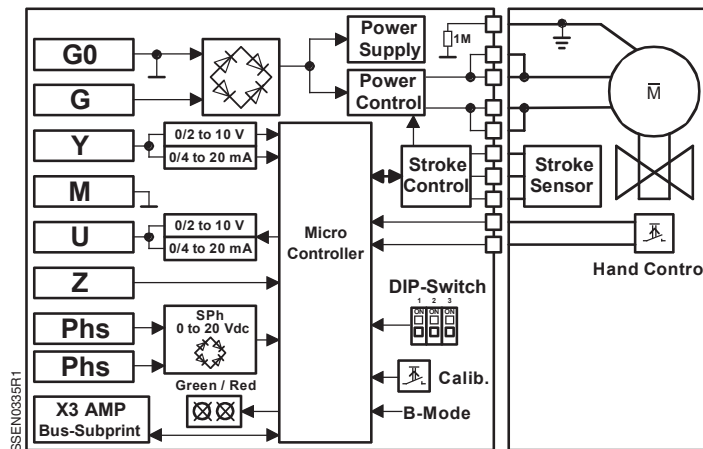 G0
G
Y
M
U
Z
Phs
Phs
X3 AMP
Bus-Subprint
Power
Supply
Power
Control
1M
0/2 to 10 V
0/4 to 20 mA
0/2 to 10 V
0/4 to 20 mA
SPh
0 to 20 Vdc
Green / Red
Micro
Controller
Stroke
Control
DIP-Switch
1 2 3
ON ON ON
Calib.
B-Mode
M
Stroke
Sensor
Hand Control
SSEN0335R1